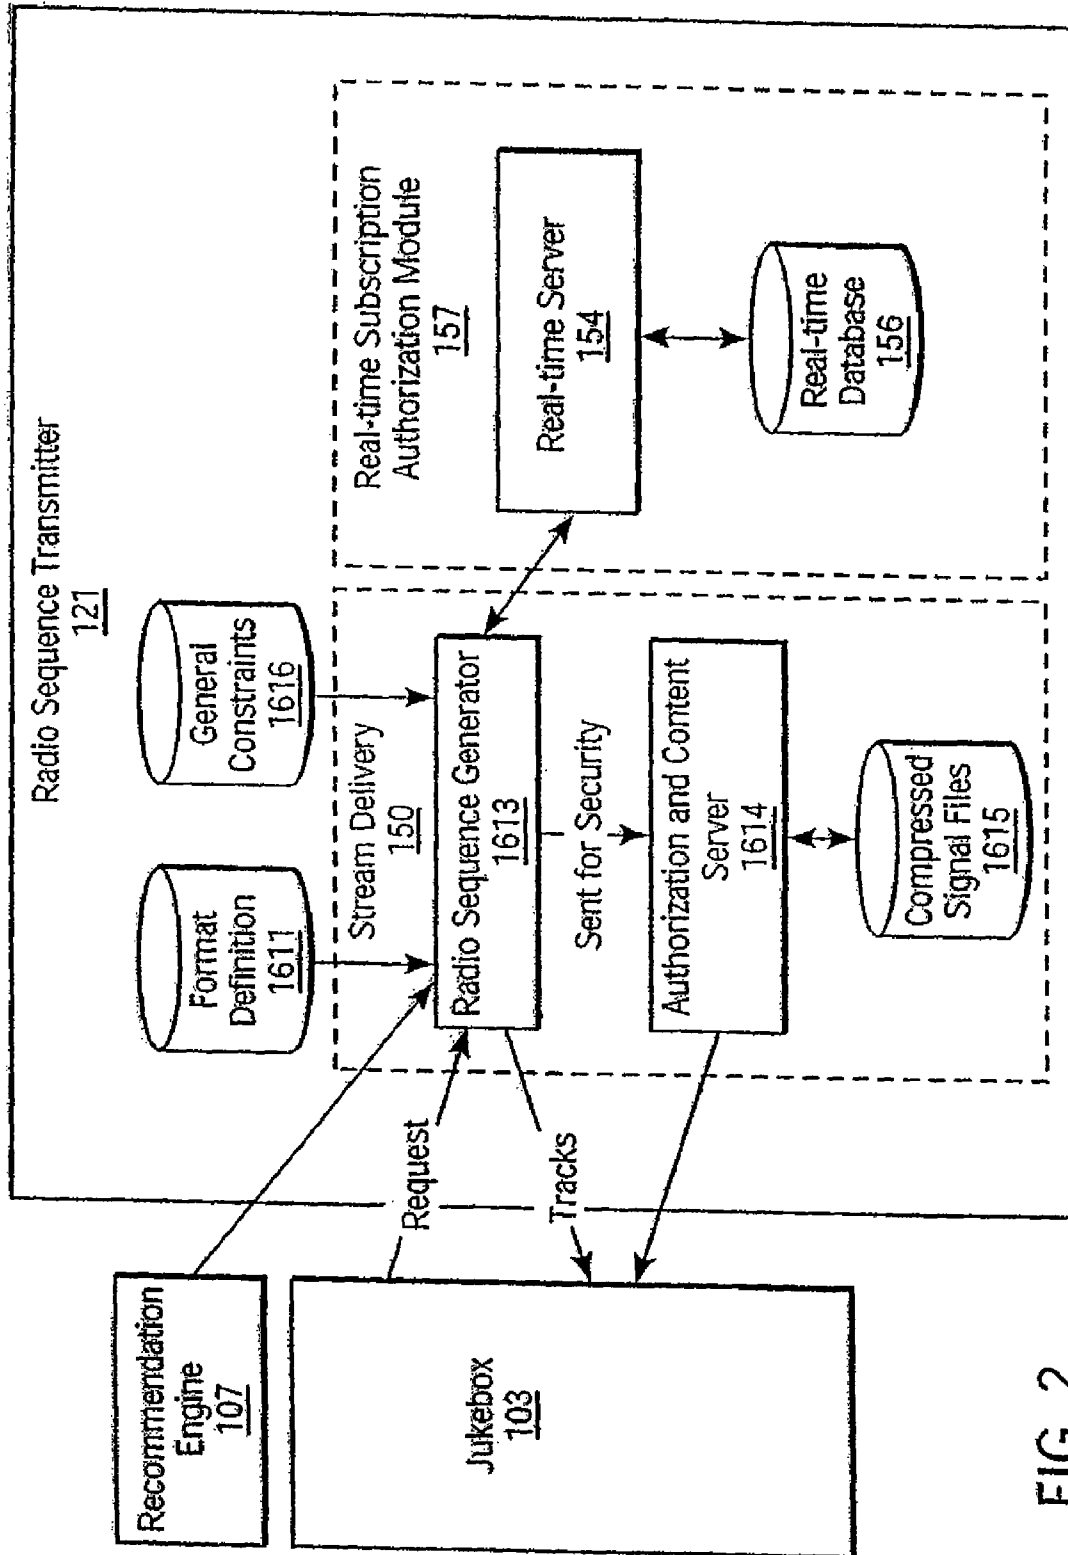 Radio Sequence Transmitter
121
Recommendation
Engine
107
Jukebox
103
Request
Tracks
Format
Definition
1611
General
Constraints
1616
Stream Delivery
150
Radio Sequence Generator
1613
Sent for Security
Authorization and Content
Server
1614
Compressed
Signal Files
1615
Real-time Subscription
Authorization Module
157
Real-time Server
154
Real-time
Database
156
FIG. 2